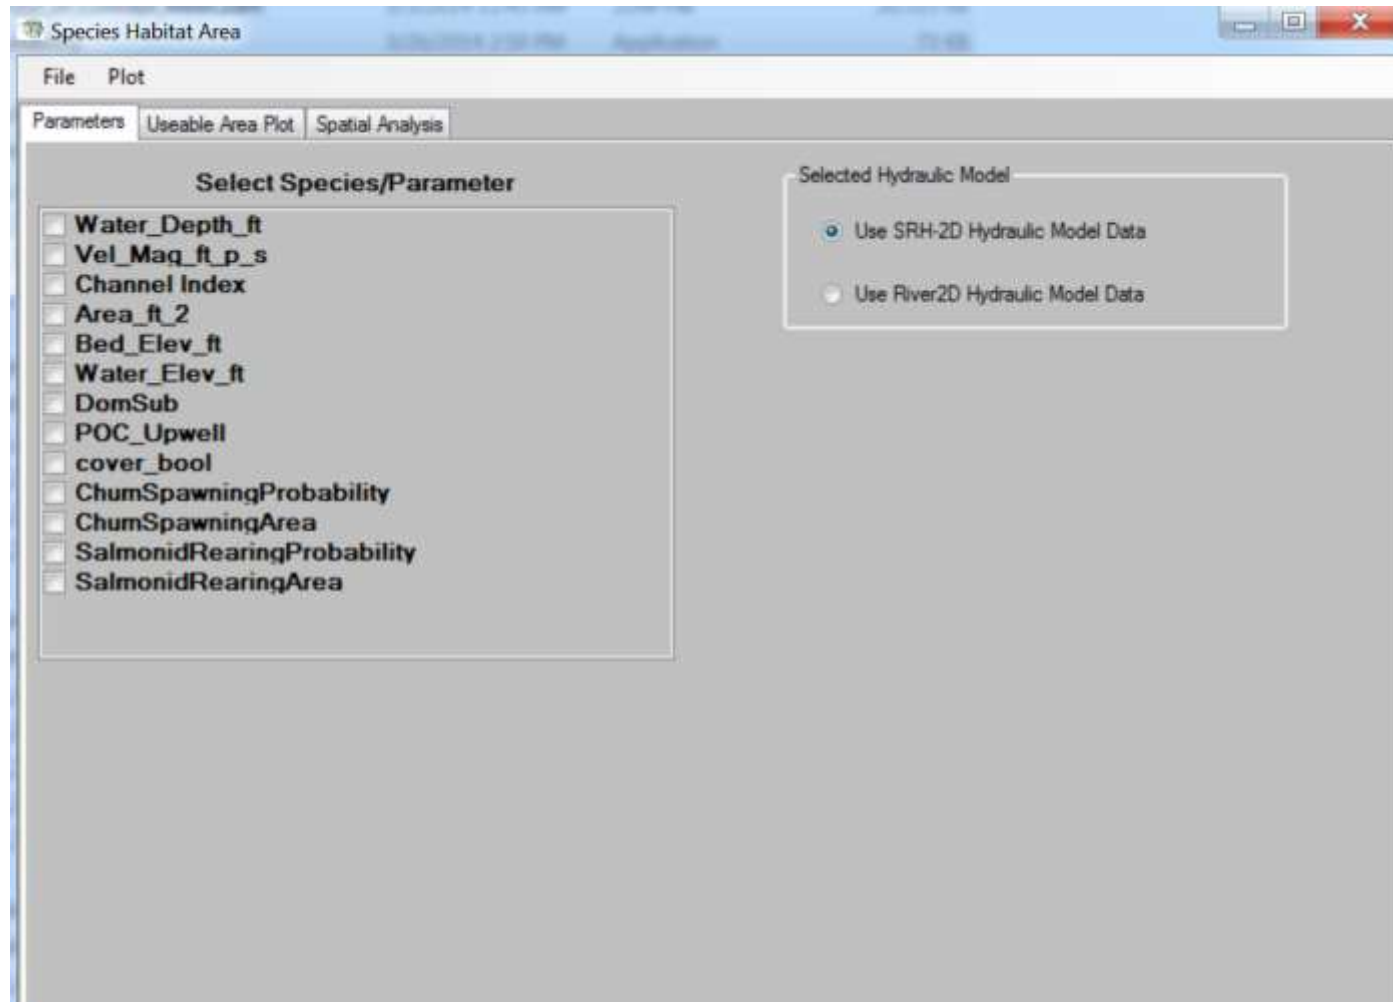 Species Habitat Area
File Plot
Parameters Useable Area Plot Spatial Analysis
Select Species/Parameter
Water_Depth_ft
Vel_Mag_ft_p_s
Channel Index
Area_ft_2
Bed_Elev_ft
Water_Elev_ft
DomSub
POC_Upwell
cover_bool
ChumSpawningProbability
ChumSpawningArea
SalmonidRearingProbability
SalmonidRearingArea
Selected Hydraulic Model
Use SRH-2D Hydraulic Model Data
Use River2D Hydraulic Model Data